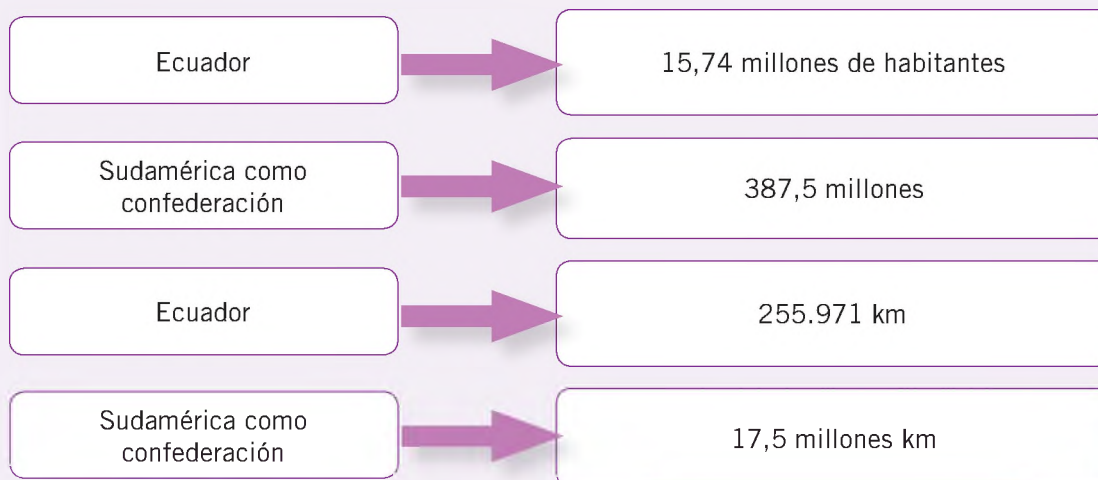 Ecuador
15,74 millones de habitantes
Sudamérica como
confederación
387,5 millones
Ecuador
255.971 km
Sudamérica como
confederación
17,5 millones km